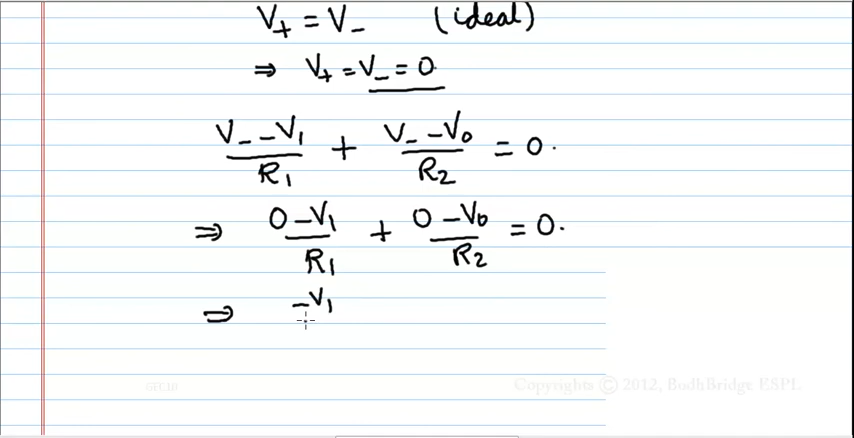 V₊ = V₋ (ideal)
⇒ V₊ = V₋ = 0.
(V₋ − V₁)/R₁ + (V₋ − V₀)/R₂ = 0.
⇒ (0 − V₁)/R₁ + (0 − V₀)/R₂ = 0.
⇒ −V₁
GEC10
Copyrights Ⓒ 2012, BodhBridge ESPL